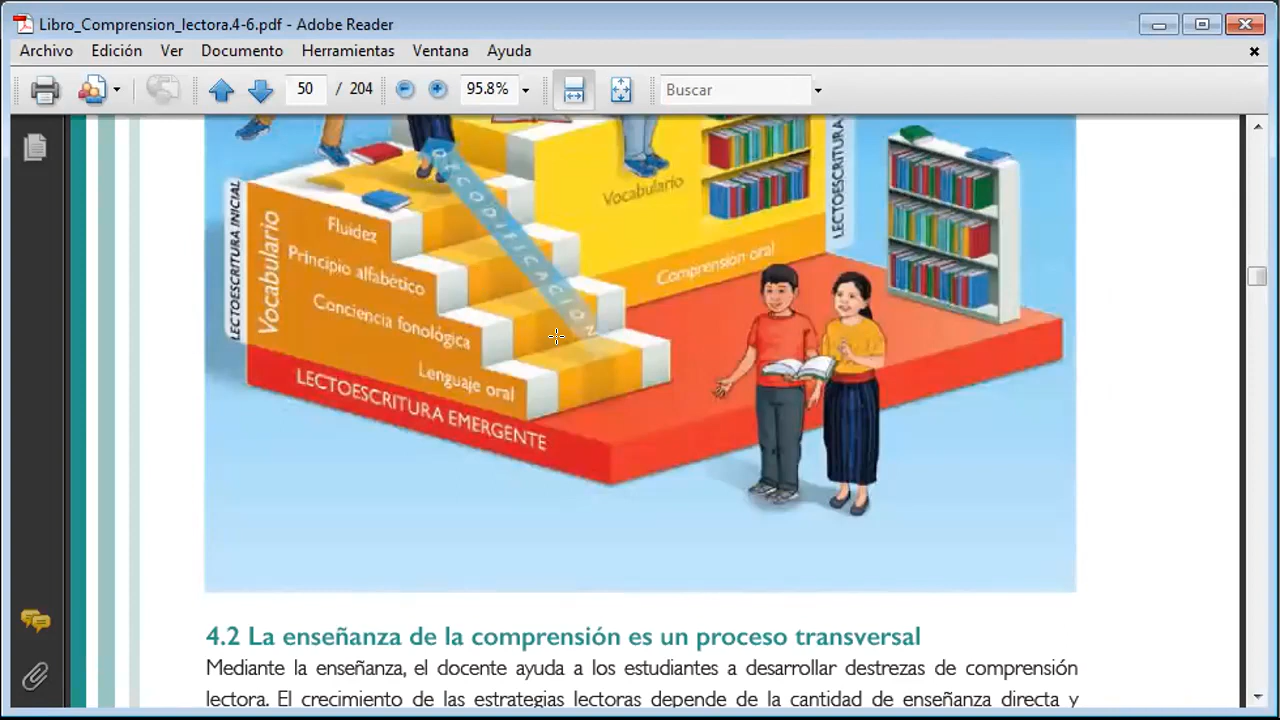 Libro_Comprension_lectora.4-6.pdf - Adobe Reader
Archivo Edición Ver Documento Herramientas Ventana Ayuda
50 / 204 95.8% Buscar
DECODIFICACIÓN
Vocabulario
LECTOESCRITURA
LECTOESCRITURA INICIAL
Vocabulario
Fluidez
Principio alfabético
Conciencia fonológica
Lenguaje oral
Comprensión oral
LECTOESCRITURA EMERGENTE
4.2 La enseñanza de la comprensión es un proceso transversal
Mediante la enseñanza, el docente ayuda a los estudiantes a desarrollar destrezas de comprensión
lectora. El crecimiento de las estrategias lectoras depende de la cantidad de enseñanza directa y